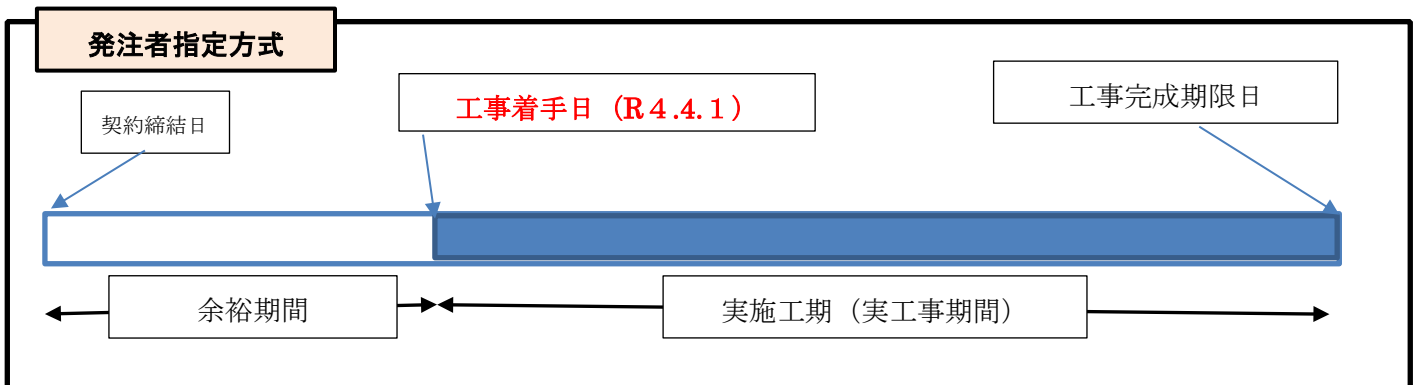 発注者指定方式
契約締結日
工事着手日（R４.4.１）
工事完成期限日
余裕期間
実施工期（実工事期間）